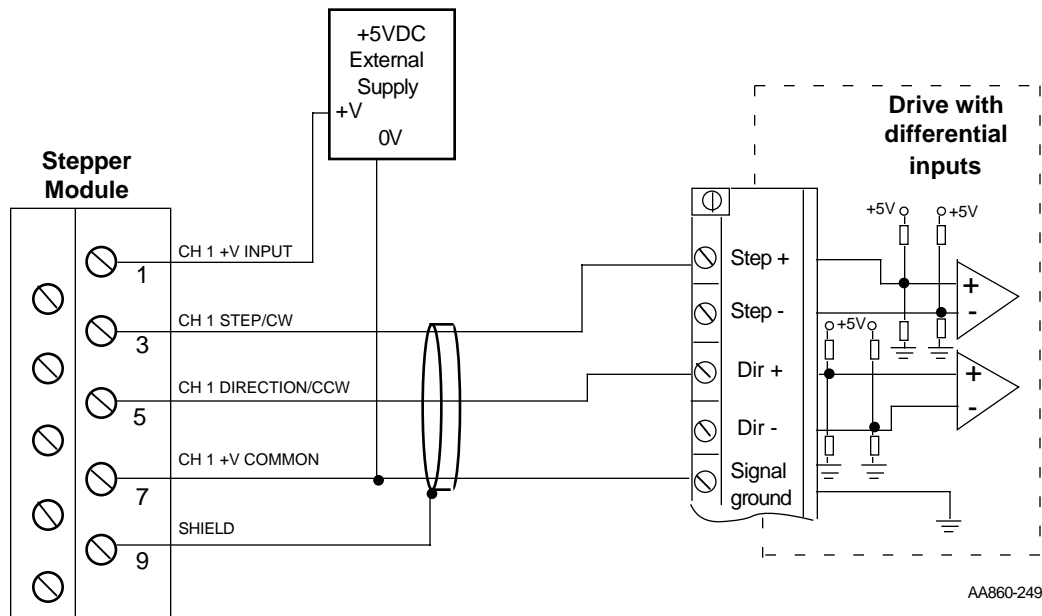 +5VDC
External
Supply
+V
0V
Stepper
Module
CH 1 +V INPUT
1
CH 1 STEP/CW
3
CH 1 DIRECTION/CCW
5
CH 1 +V COMMON
7
SHIELD
9
Drive with
differential
inputs
Step +
Step -
Dir +
Dir -
Signal
ground
+5V
+5V
+
-
+5V
+
-
AA860-249